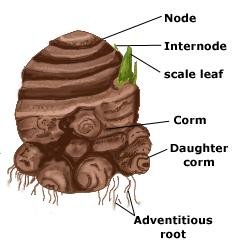 Node
Internode
scale leaf
Corm
Daughter
corm
Adventitious
root